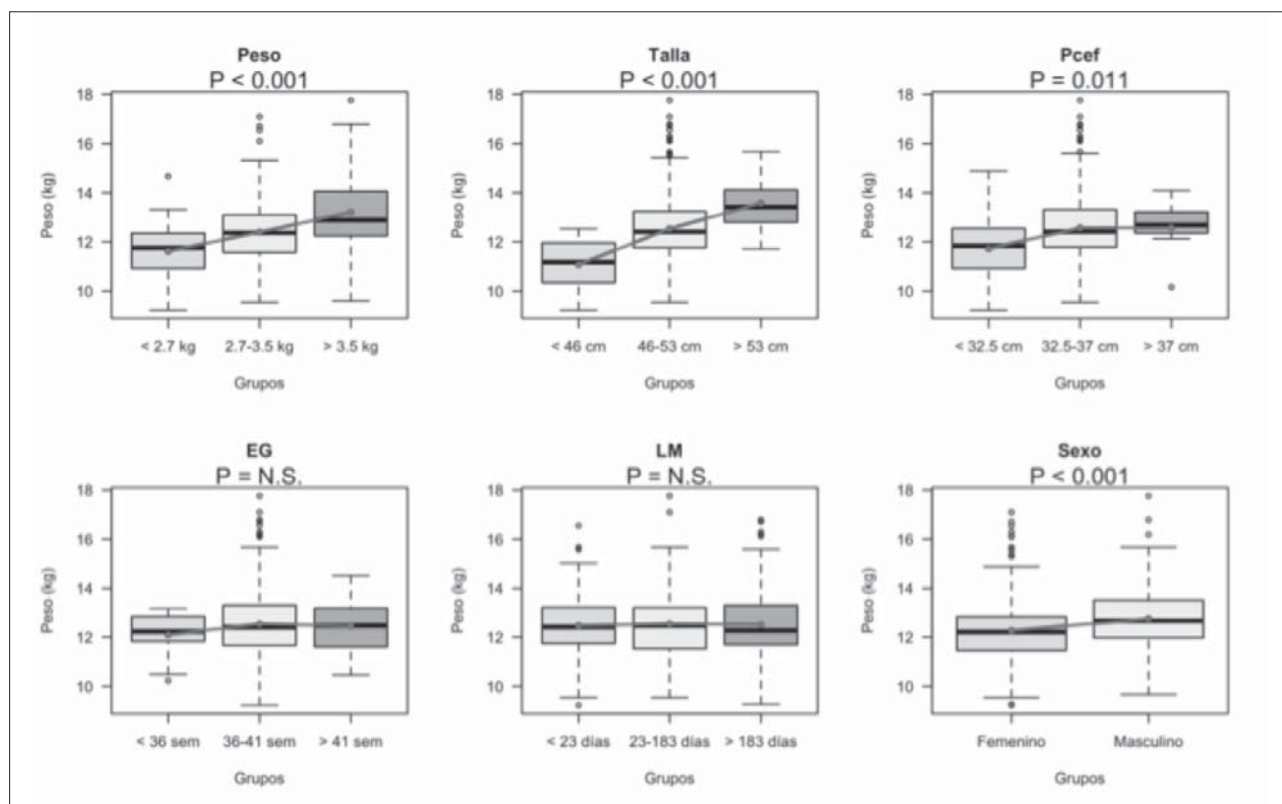 Peso
P < 0.001
18
16
14
12
10
Peso (kg)
< 2.7 kg 2.7-3.5 kg > 3.5 kg
Grupos
Talla
P < 0.001
18
16
14
12
10
Peso (kg)
< 46 cm 46-53 cm > 53 cm
Grupos
Pcef
P = 0.011
18
16
14
12
10
Peso (kg)
< 32.5 cm 32.5-37 cm > 37 cm
Grupos
EG
P = N.S.
18
16
14
12
10
Peso (kg)
< 36 sem 36-41 sem > 41 sem
Grupos
LM
P = N.S.
18
16
14
12
10
Peso (kg)
< 23 días 23-183 días > 183 días
Grupos
Sexo
P < 0.001
18
16
14
12
10
Peso (kg)
Femenino Masculino
Grupos